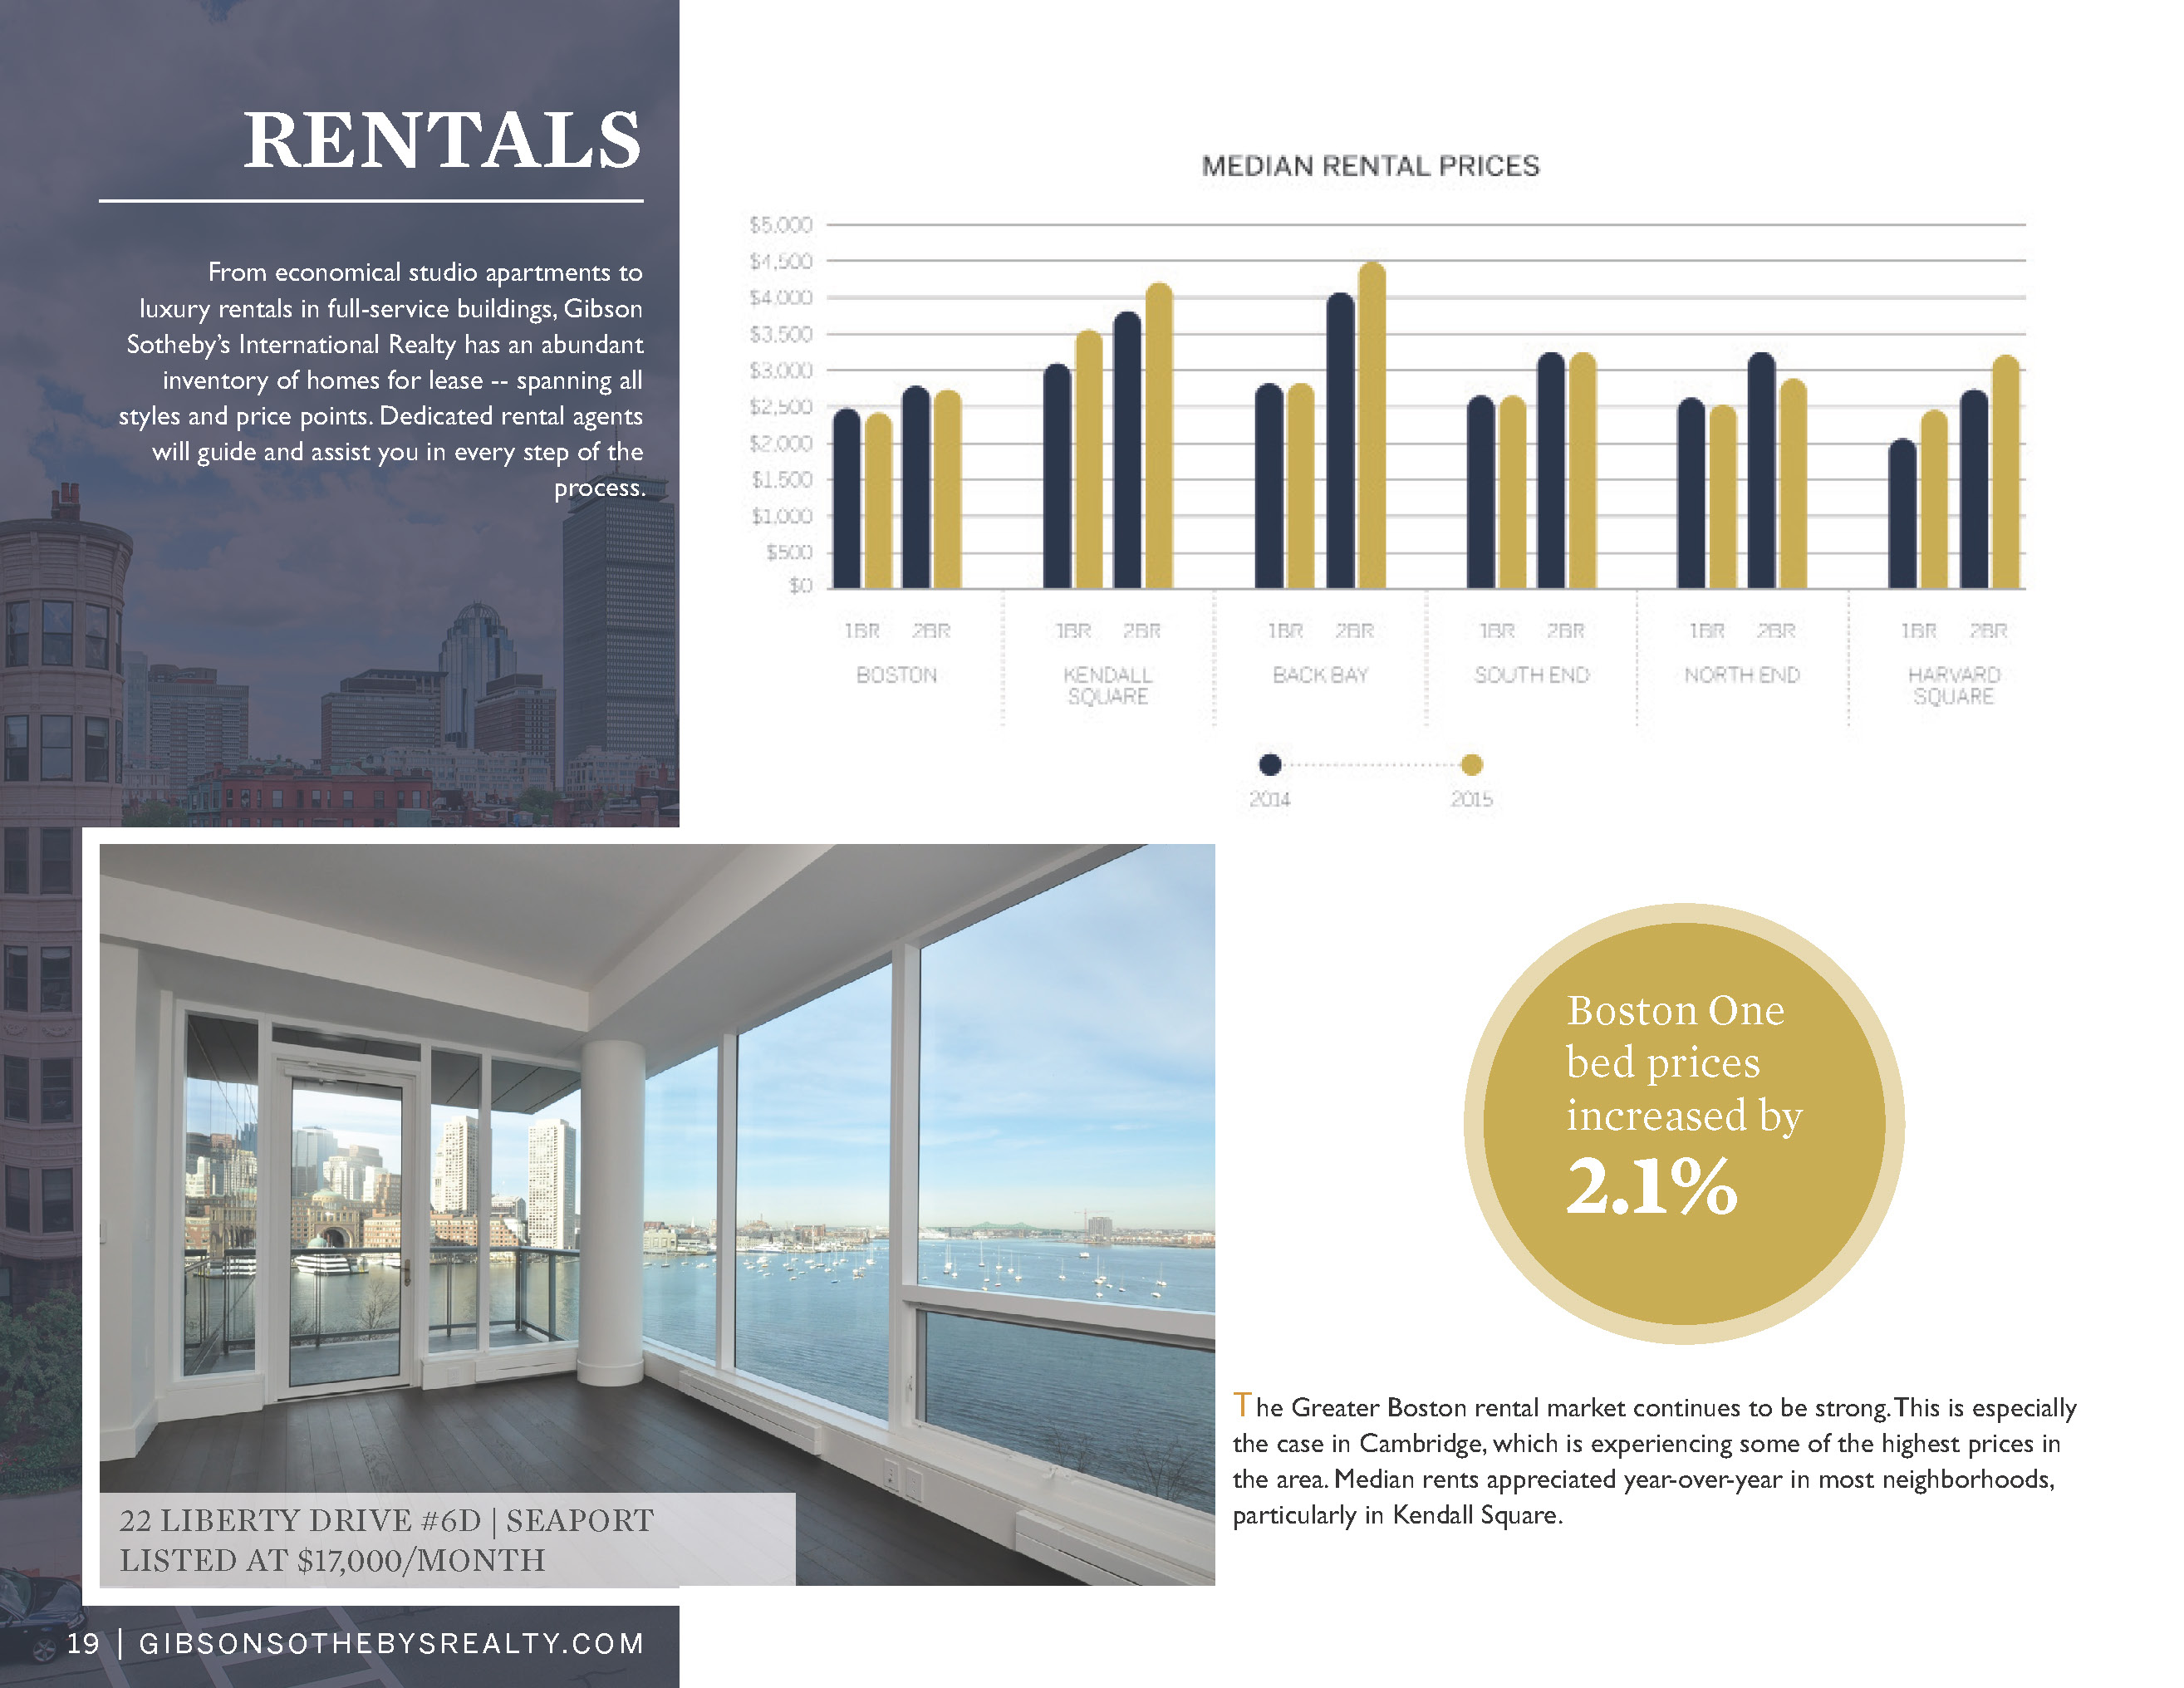 RENTALS
From economical studio apartments to
luxury rentals in full-service buildings, Gibson
Sotheby's International Realty has an abundant
inventory of homes for lease -- spanning all
styles and price points. Dedicated rental agents
will guide and assist you in every step of the
process.
MEDIAN RENTAL PRICES
$5,000
$4,500
$4,000
$3,500
$3,000
$2,500
$2,000
$1,500
$1,000
$500
$0
1BR 2BR 1BR 2BR 1BR 2BR 1BR 2BR 1BR 2BR 1BR 2BR
BOSTON KENDALL BACK BAY SOUTH END NORTH END HARVARD
SQUARE SQUARE
2014 2015
22 LIBERTY DRIVE #6D | SEAPORT
LISTED AT $17,000/MONTH
Boston One
bed prices
increased by
2.1%
The Greater Boston rental market continues to be strong. This is especially
the case in Cambridge, which is experiencing some of the highest prices in
the area. Median rents appreciated year-over-year in most neighborhoods,
particularly in Kendall Square.
19 | GIBSONSOTHEBYSREALTY.COM